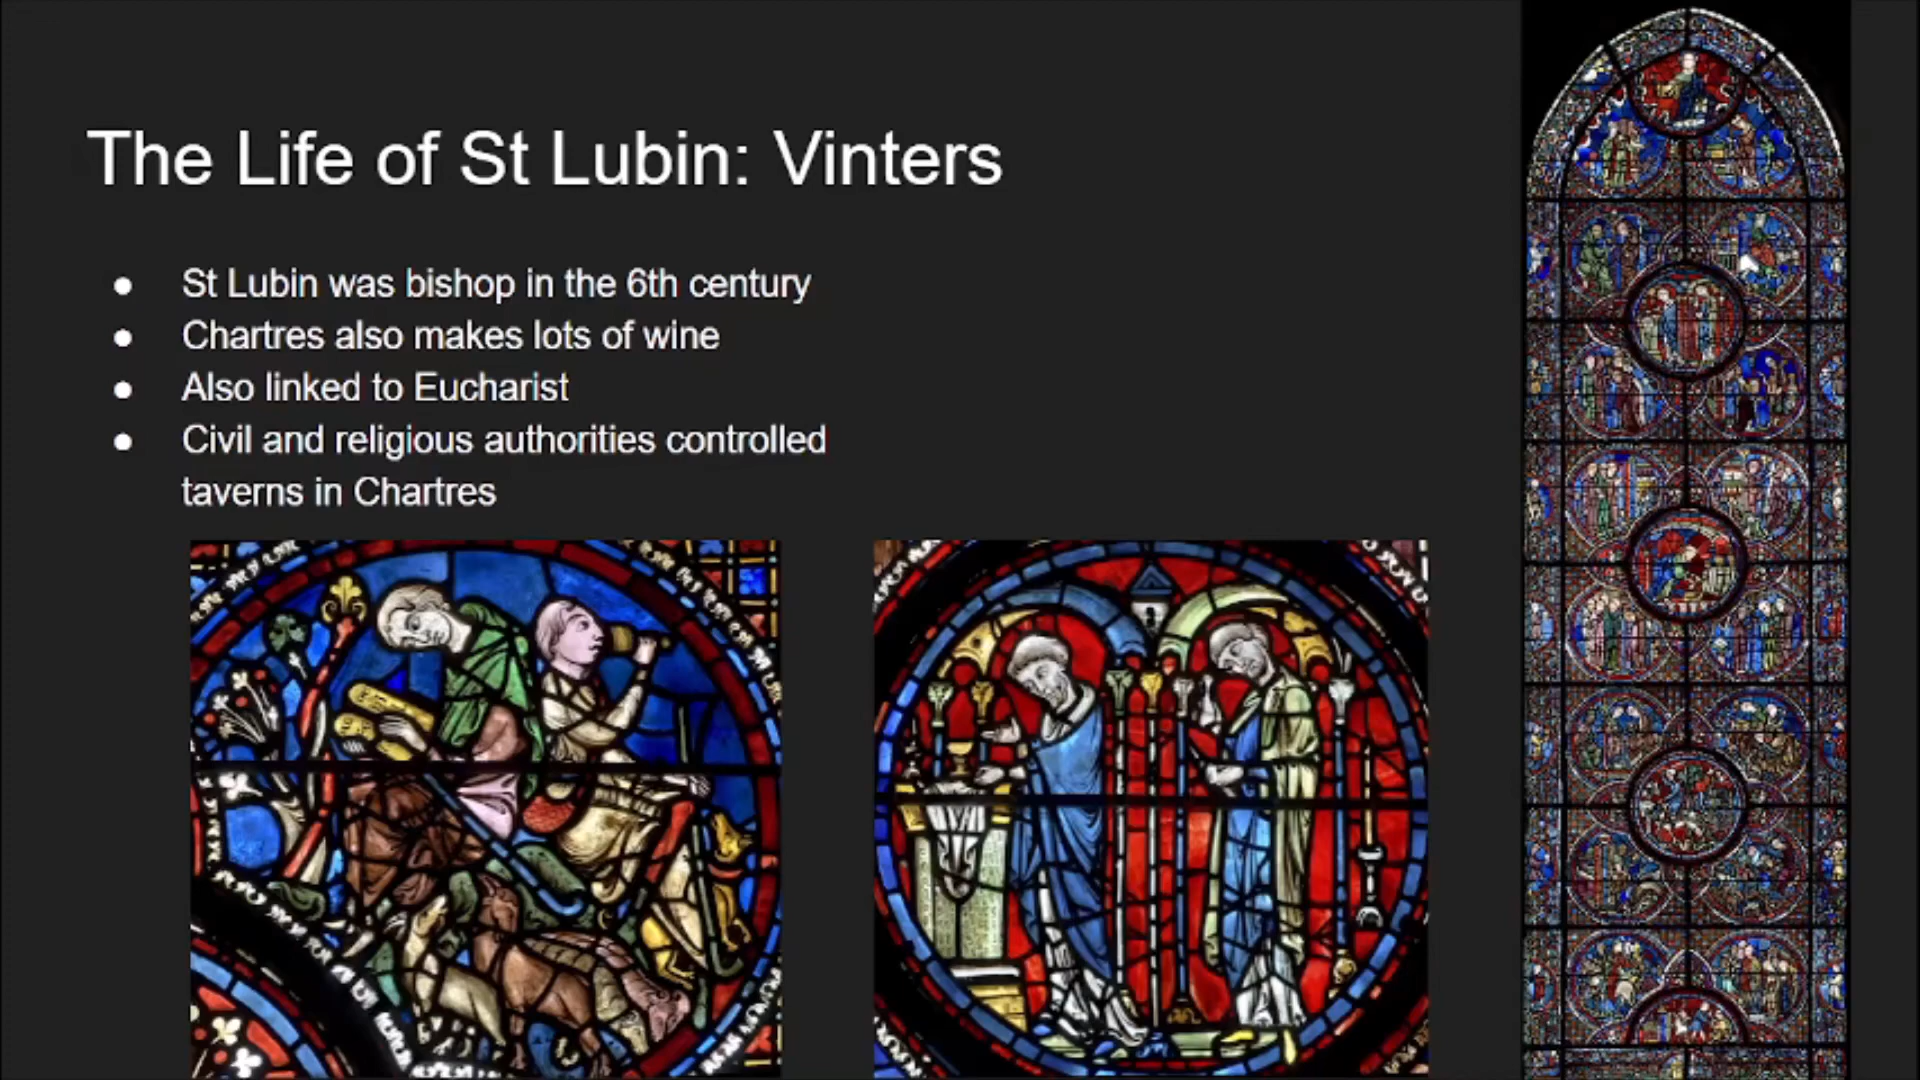 The Life of St Lubin: Vinters
● St Lubin was bishop in the 6th century
● Chartres also makes lots of wine
● Also linked to Eucharist
● Civil and religious authorities controlled
taverns in Chartres